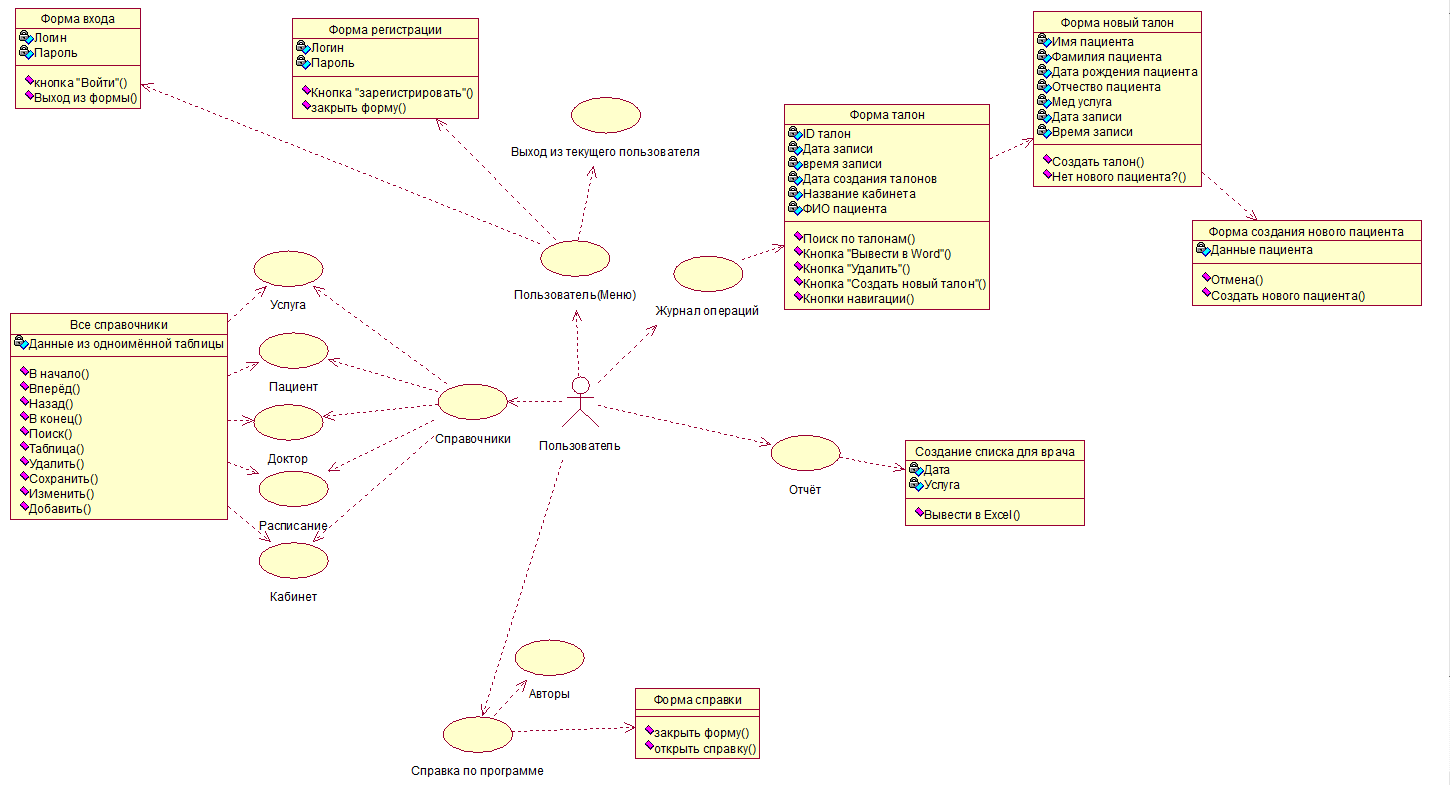 Форма входа
Логин
Пароль
кнопка "Войти"()
Выход из формы()
Форма регистрации
Логин
Пароль
Кнопка "зарегистрировать"()
закрыть форму()
Выход из текущего пользователя
Форма талон
ID талон
Дата записи
время записи
Дата создания талонов
Название кабинета
ФИО пациента
Поиск по талонам()
Кнопка "Вывести в Word"()
Кнопка "Удалить"()
Кнопка "Создать новый талон"()
Кнопки навигации()
Форма новый талон
Имя пациента
Фамилия пациента
Дата рождения пациента
Отчество пациента
Мед услуга
Дата записи
Время записи
Создать талон()
Нет нового пациента?()
Форма создания нового пациента
Данные пациента
Отмена()
Создать нового пациента()
Пользователь(Меню)
Журнал операций
Услуга
Все справочники
Данные из одноимённой таблицы
В начало()
Вперёд()
Назад()
В конец()
Поиск()
Таблица()
Удалить()
Сохранить()
Изменить()
Добавить()
Пациент
Доктор
Расписание
Кабинет
Справочники
Пользователь
Отчёт
Создание списка для врача
Дата
Услуга
Вывести в Excel()
Авторы
Справка по программе
Форма справки
закрыть форму()
открыть справку()